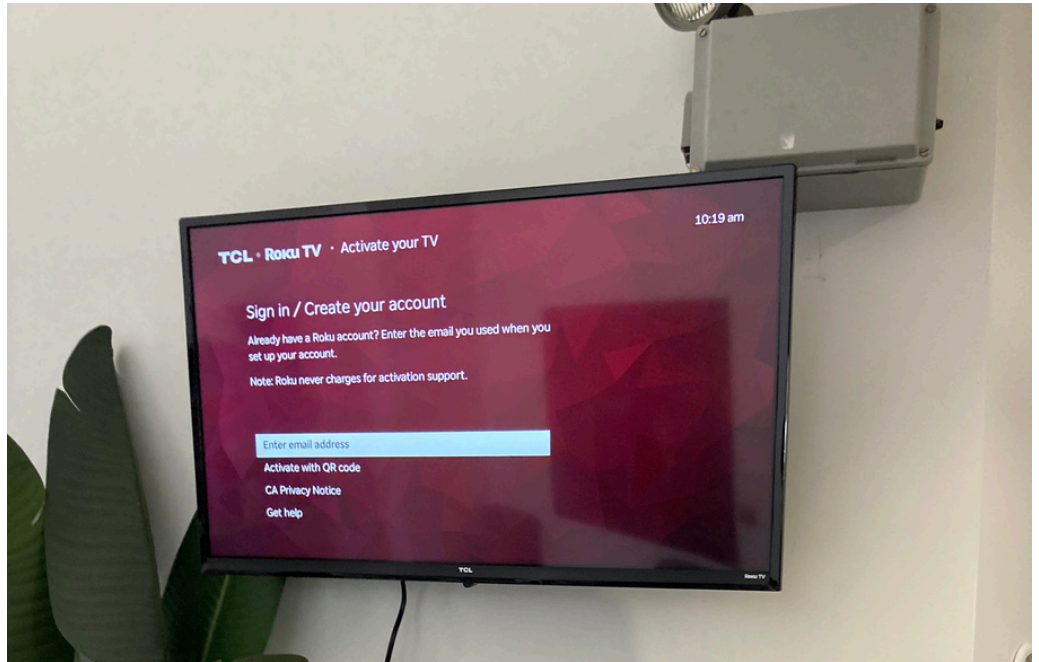 10:19 am
TCL • Roku TV · Activate your TV
Sign in / Create your account
Already have a Roku account? Enter the email you used when you
set up your account.
Note: Roku never charges for activation support.
Enter email address
Activate with QR code
CA Privacy Notice
Get help
TCL
Roku TV